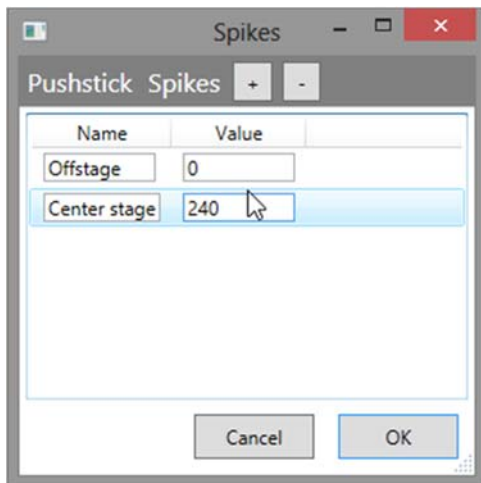 Spikes
Pushstick Spikes + -
Name Value
Offstage 0
Center stage 240
Cancel OK